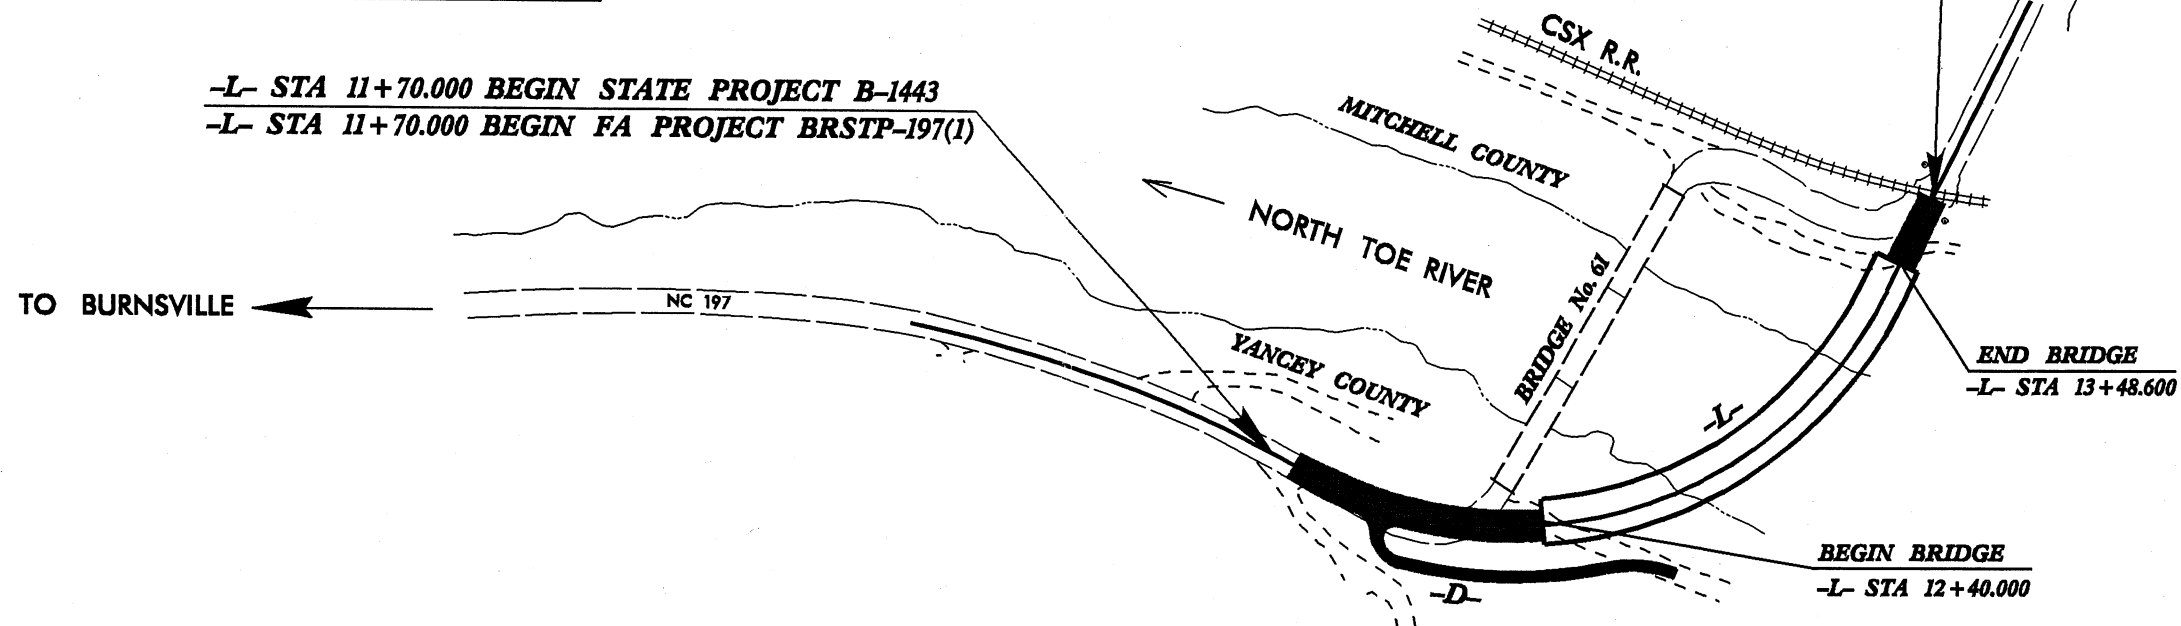 CSX R.R.
-L- STA 11+70.000 BEGIN STATE PROJECT B-1443
-L- STA 11+70.000 BEGIN FA PROJECT BRSTP-197(1)
MITCHELL COUNTY
NORTH TOE RIVER
BRIDGE No. 61
TO BURNSVILLE
NC 197
YANCEY COUNTY
END BRIDGE
-L- STA 13+48.600
-L-
BEGIN BRIDGE
-L- STA 12+40.000
-D-